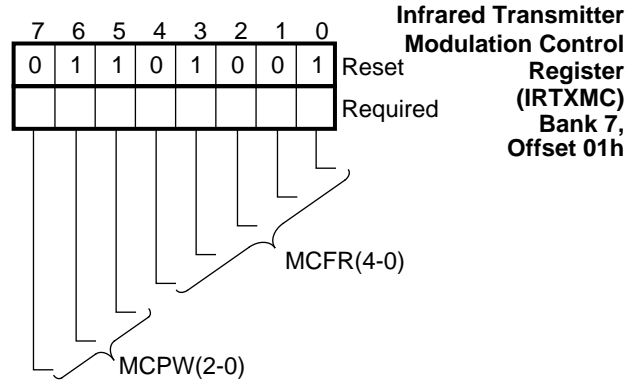 Infrared Transmitter
Modulation Control
Register
(IRTXMC)
Bank 7,
Offset 01h
7 6 5 4 3 2 1 0
0 1 1 0 1 0 0 1 Reset
Required
MCFR(4-0)
MCPW(2-0)